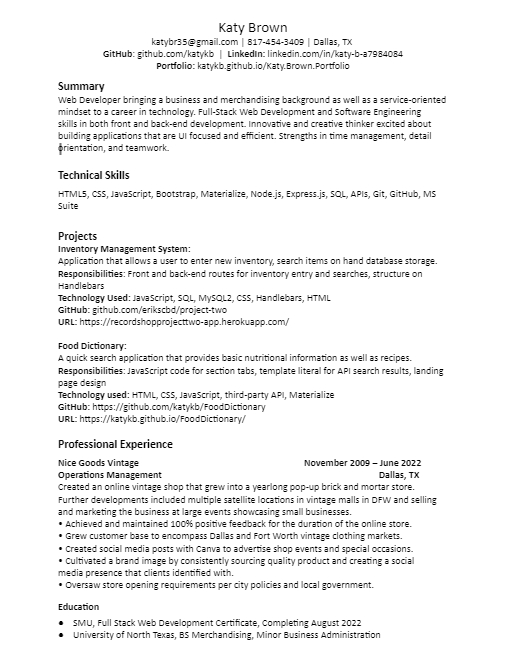 Katy Brown
katybr35@gmail.com | 817-454-3409 | Dallas, TX
GitHub: github.com/katykb | LinkedIn: linkedin.com/in/katy-b-a7984084
Portfolio: katykb.github.io/Katy.Brown.Portfolio
Summary
Web Developer bringing a business and merchandising background as well as a service-oriented
mindset to a career in technology. Full-Stack Web Development and Software Engineering
skills in both front and back-end development. Innovative and creative thinker excited about
building applications that are UI focused and efficient. Strengths in time management, detail
orientation, and teamwork.
Technical Skills
HTML5, CSS, JavaScript, Bootstrap, Materialize, Node.js, Express.js, SQL, APIs, Git, GitHub, MS
Suite
Projects
Inventory Management System:
Application that allows a user to enter new inventory, search items on hand database storage.
Responsibilities: Front and back-end routes for inventory entry and searches, structure on
Handlebars
Technology Used: JavaScript, SQL, MySQL2, CSS, Handlebars, HTML
GitHub: github.com/erikscbd/project-two
URL: https://recordshopprojecttwo-app.herokuapp.com/
Food Dictionary:
A quick search application that provides basic nutritional information as well as recipes.
Responsibilities: JavaScript code for section tabs, template literal for API search results, landing
page design
Technology used: HTML, CSS, JavaScript, third-party API, Materialize
GitHub: https://github.com/katykb/FoodDictionary
URL: https://katykb.github.io/FoodDictionary/
Professional Experience
Nice Goods Vintage November 2009 – June 2022
Operations Management Dallas, TX
Created an online vintage shop that grew into a yearlong pop-up brick and mortar store.
Further developments included multiple satellite locations in vintage malls in DFW and selling
and marketing the business at large events showcasing small businesses.
• Achieved and maintained 100% positive feedback for the duration of the online store.
• Grew customer base to encompass Dallas and Fort Worth vintage clothing markets.
• Created social media posts with Canva to advertise shop events and special occasions.
• Cultivated a brand image by consistently sourcing quality product and creating a social
media presence that clients identified with.
• Oversaw store opening requirements per city policies and local government.
Education
● SMU, Full Stack Web Development Certificate, Completing August 2022
● University of North Texas, BS Merchandising, Minor Business Administration